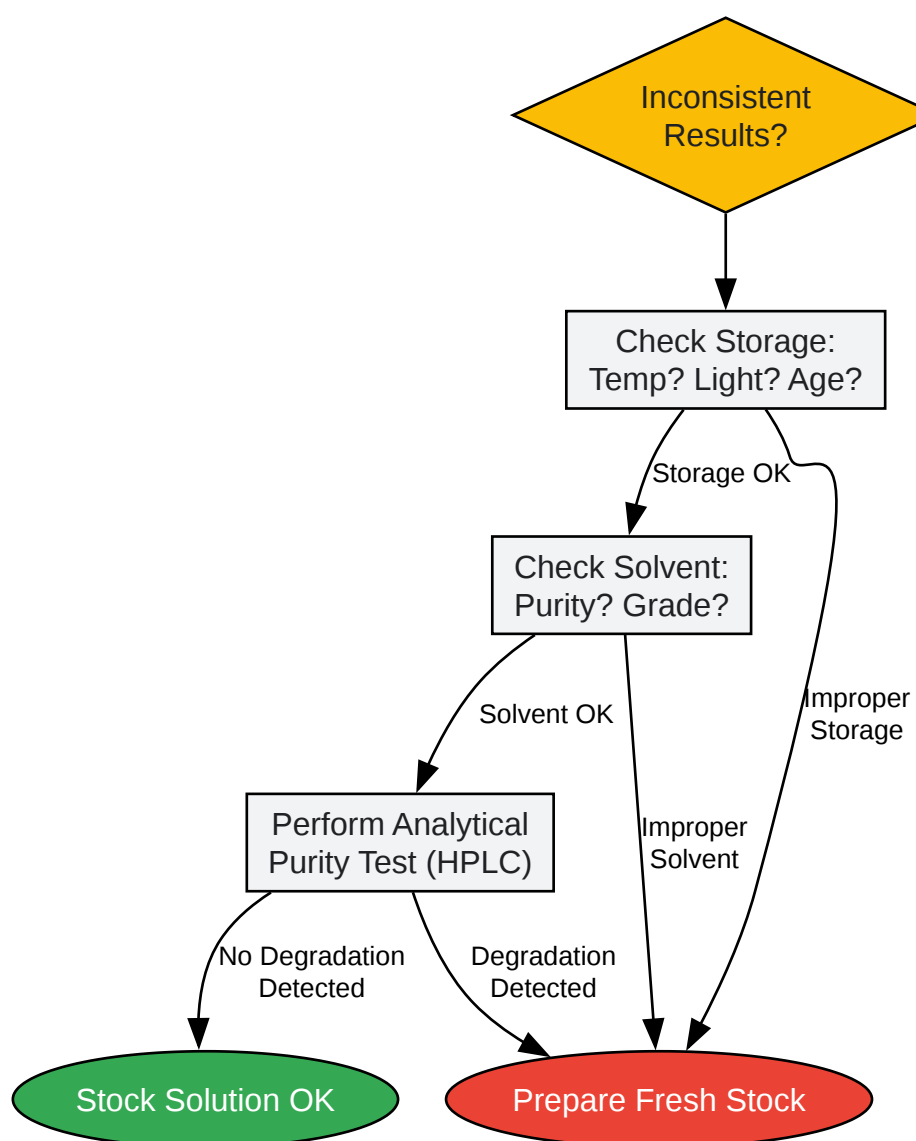 Inconsistent
Results?
Check Storage:
Temp? Light? Age?
Storage OK
Check Solvent:
Purity? Grade?
Solvent OK
Improper
Storage
Perform Analytical
Purity Test (HPLC)
Improper
Solvent
No Degradation
Detected
Degradation
Detected
Stock Solution OK
Prepare Fresh Stock